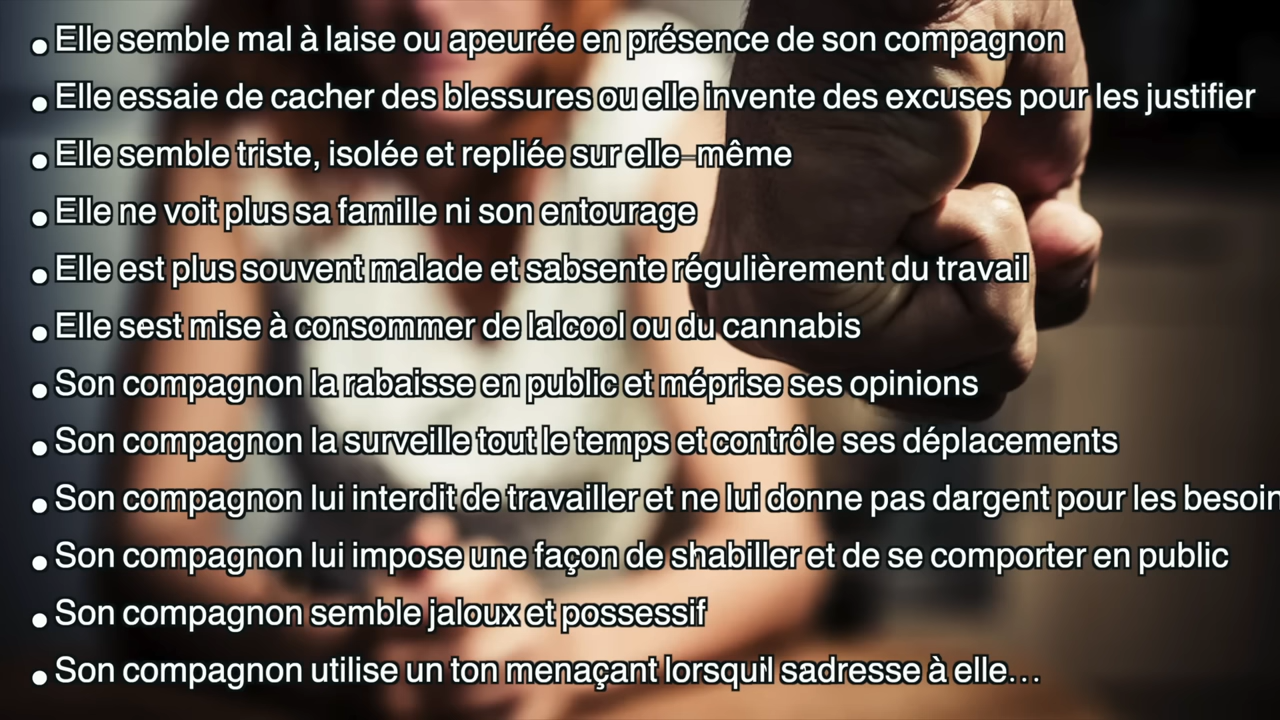 • Elle semble mal à laise ou apeurée en présence de son compagnon
• Elle essaie de cacher des blessures ou elle invente des excuses pour les justifier
• Elle semble triste, isolée et repliée sur elle-même
• Elle ne voit plus sa famille ni son entourage
• Elle est plus souvent malade et sabsente régulièrement du travail
• Elle sest mise à consommer de lalcool ou du cannabis
• Son compagnon la rabaisse en public et méprise ses opinions
• Son compagnon la surveille tout le temps et contrôle ses déplacements
• Son compagnon lui interdit de travailler et ne lui donne pas dargent pour les besoin
• Son compagnon lui impose une façon de shabiller et de se comporter en public
• Son compagnon semble jaloux et possessif
• Son compagnon utilise un ton menaçant lorsquil sadresse à elle…